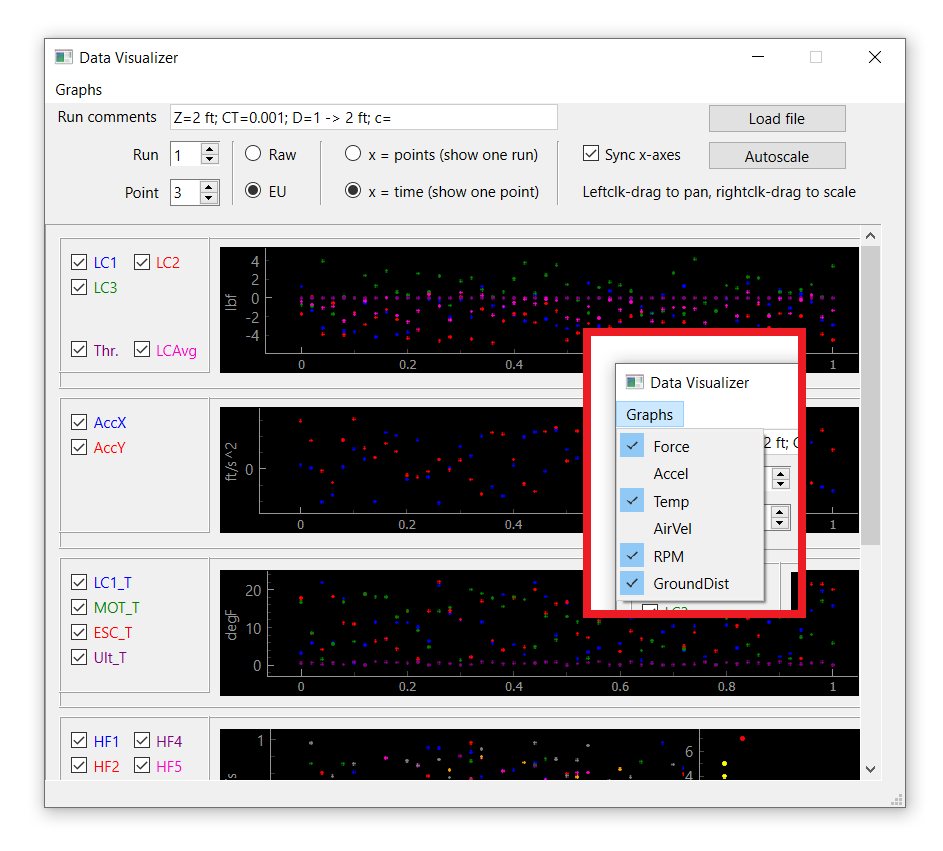 Data Visualizer
Graphs
Run comments Z=2 ft; CT=0.001; D=1 -> 2 ft; c= Load file
Run 1 Raw x = points (show one run) Sync x-axes Autoscale
Point 3 EU x = time (show one point) Leftclk-drag to pan, rightclk-drag to scale
LC1 LC2
LC3
Thr. LCAvg
lbf
4
2
0
-2
-4
0 0.2 0.4 1
AccX
AccY
ft/s^2
0
0 0.2 0.4 1
Data Visualizer
Graphs
Force
2 ft;
Accel
Temp
AirVel
RPM
GroundDist
LC1_T
MOT_T
ESC_T
Ult_T
degF
20
10
0
0 0.2 0.4 0.6 0.8 1
HF1 HF4
HF2 HF5
1
6
4